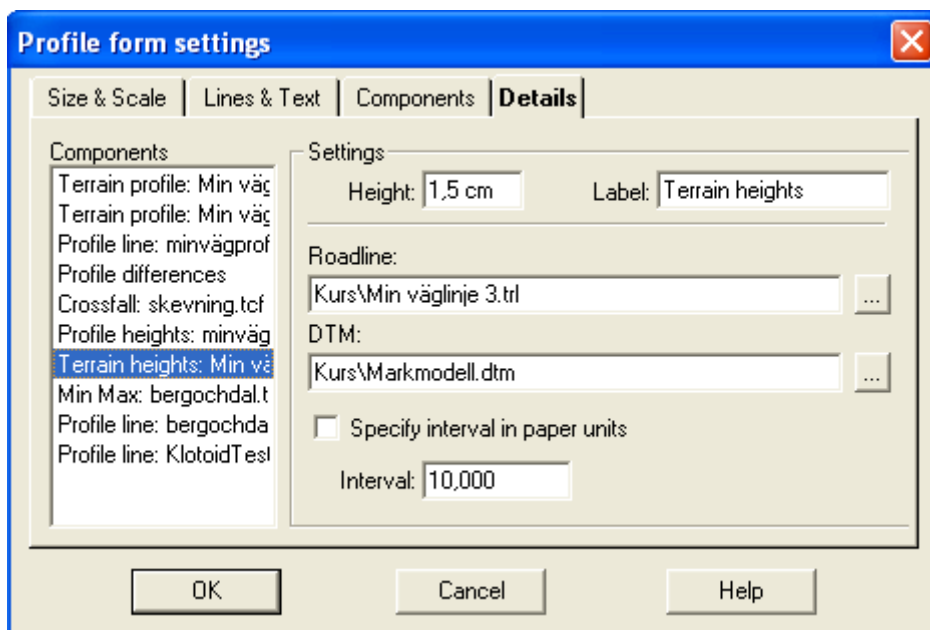 Profile form settings
Size & Scale
Lines & Text
Components
Details
Components
Terrain profile: Min väg
Terrain profile: Min väg
Profile line: minvägprof
Profile differences
Crossfall: skevning.tcf
Profile heights: minväg
Terrain heights: Min vä
Min Max: bergochdal.t
Profile line: bergochda
Profile line: KlotoidTest
Settings
Height: 1,5 cm
Label: Terrain heights
Roadline:
Kurs\Min väglinje 3.trl
...
DTM:
Kurs\Markmodell.dtm
...
Specify interval in paper units
Interval: 10,000
OK
Cancel
Help